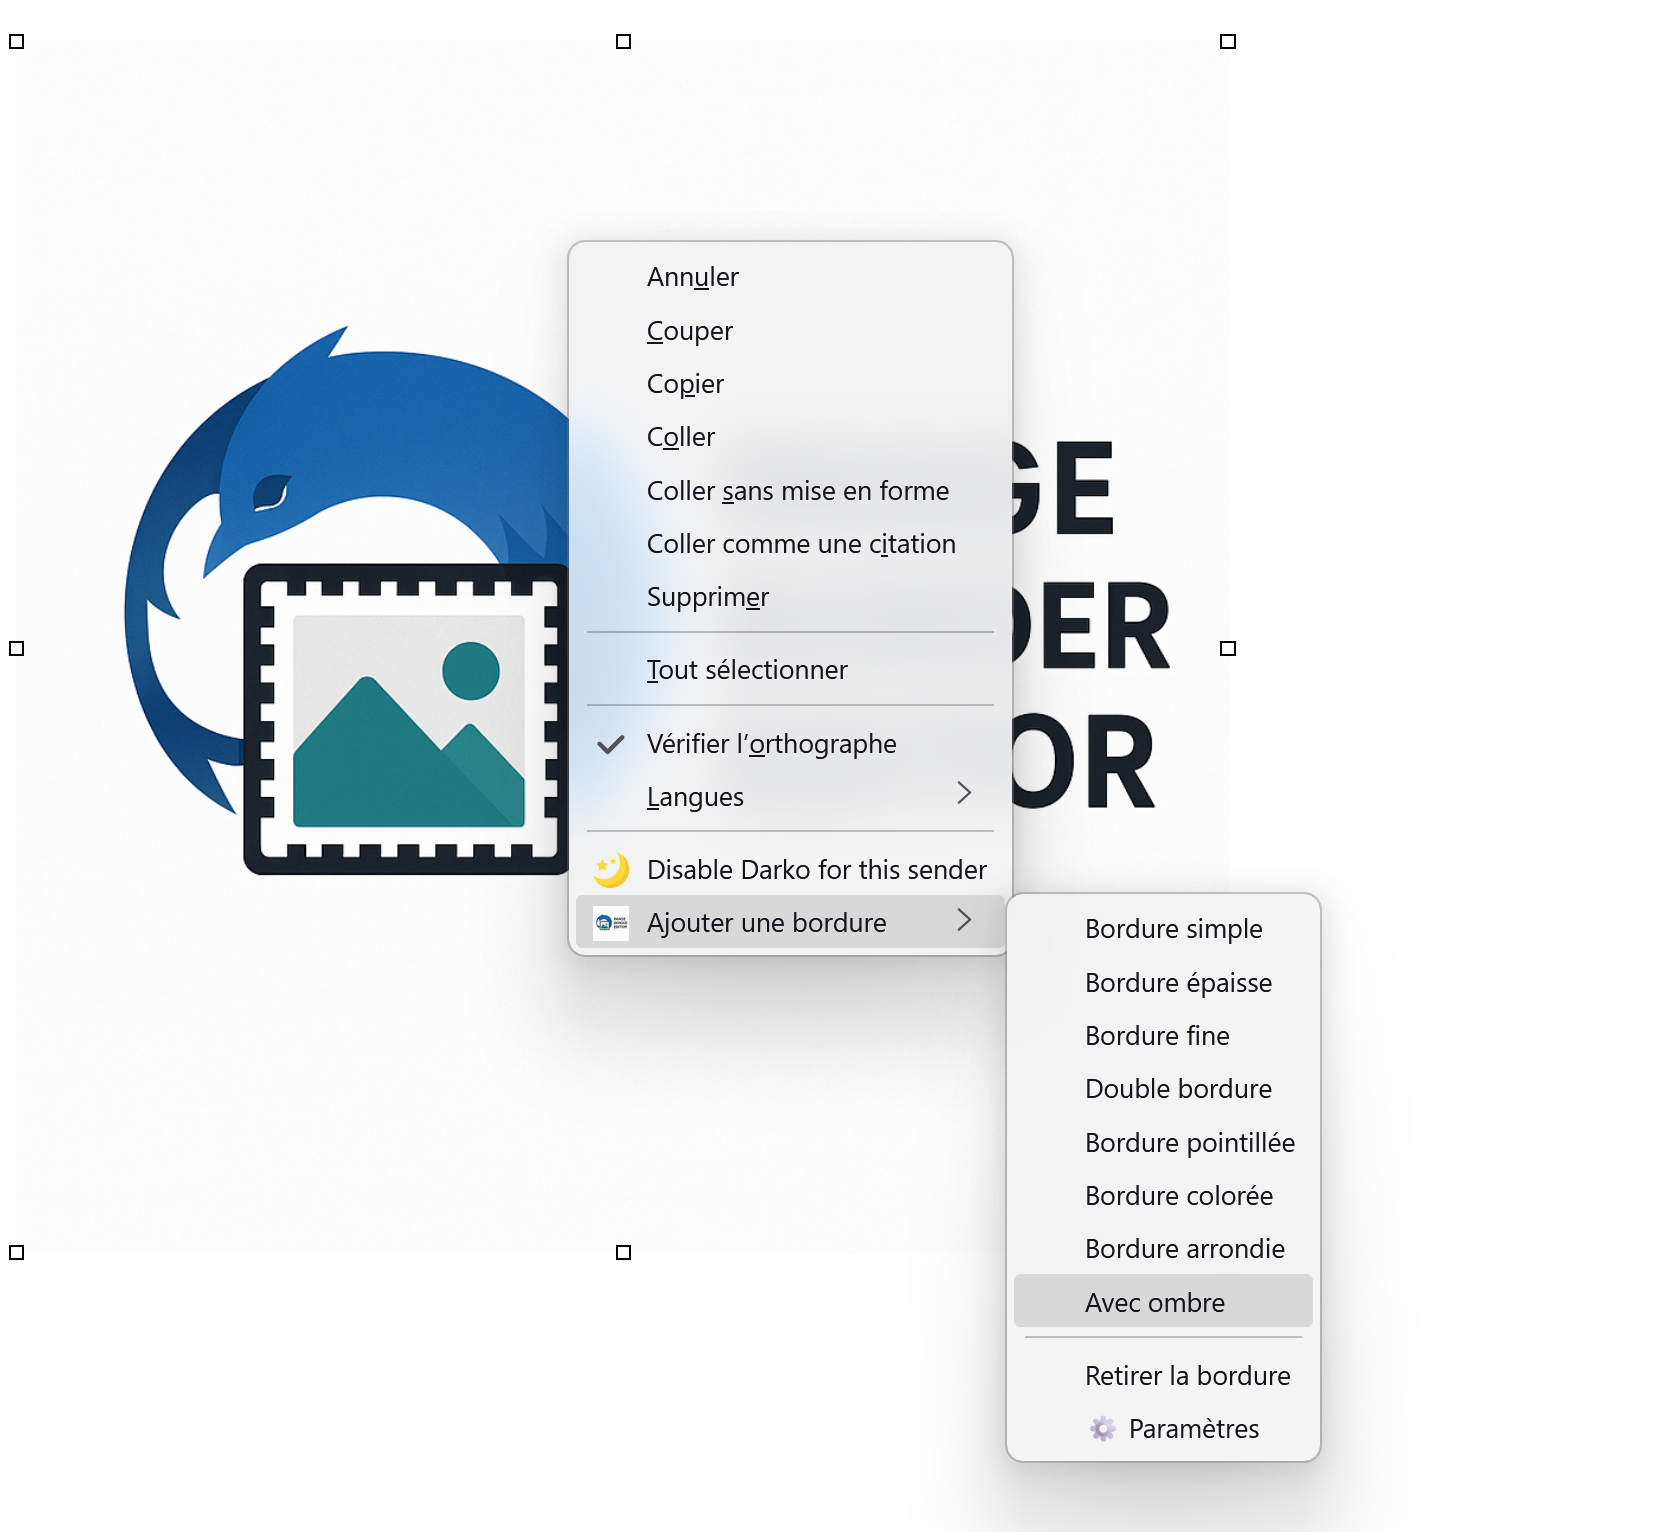 Annuler
Couper
Copier
Coller
Coller sans mise en forme
Coller comme une citation
Supprimer
Tout sélectionner
Vérifier l’orthographe
Langues
Disable Darko for this sender
Ajouter une bordure
GE
DER
OR
Bordure simple
Bordure épaisse
Bordure fine
Double bordure
Bordure pointillée
Bordure colorée
Bordure arrondie
Avec ombre
Retirer la bordure
Paramètres